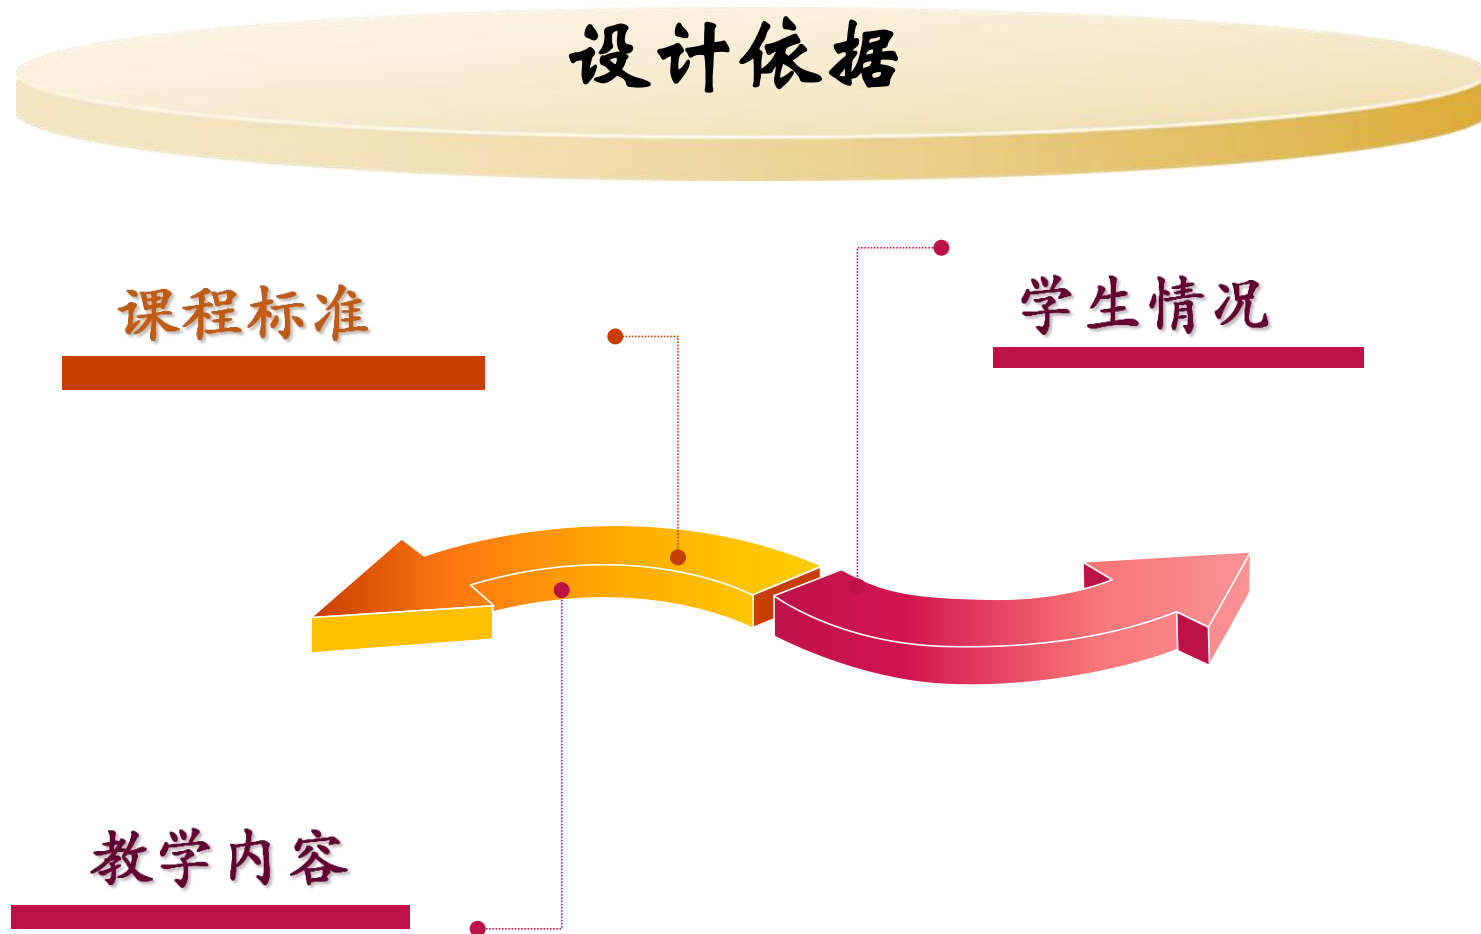 设计依据
课程标准
学生情况
教学内容